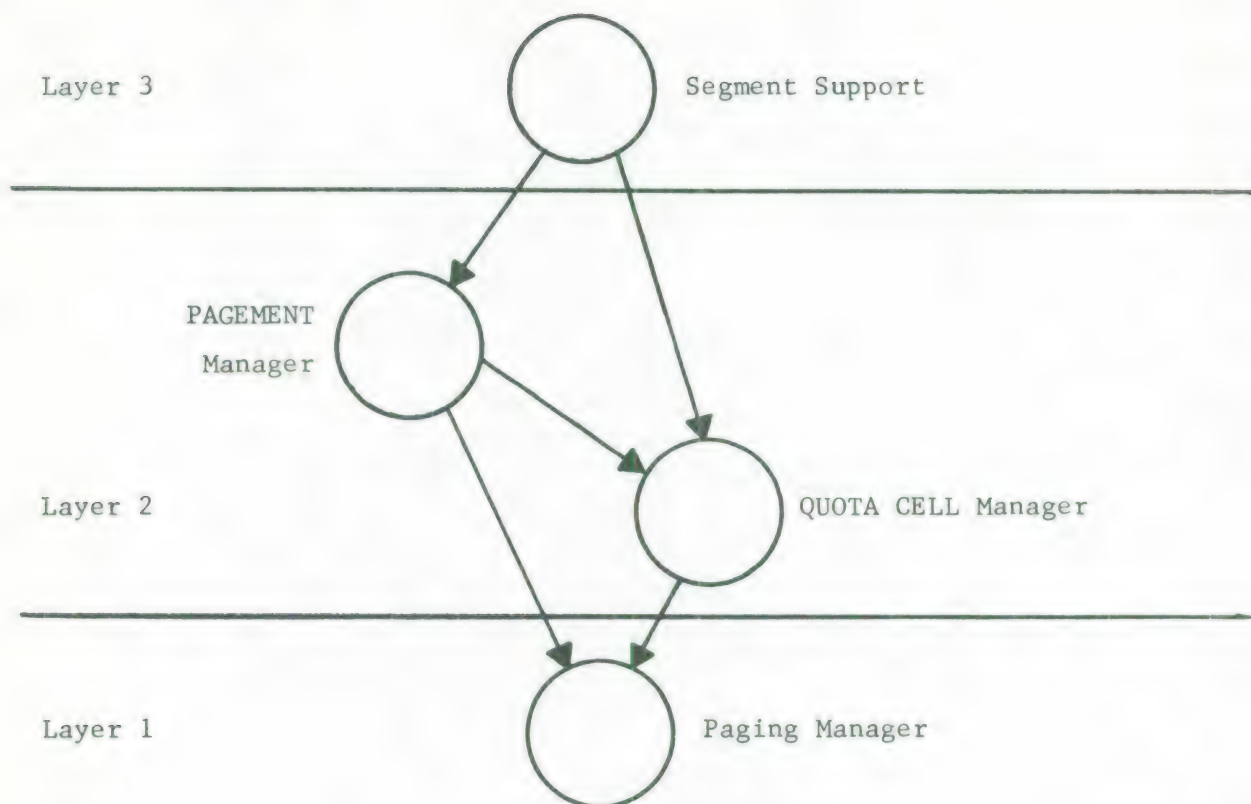 Layer 3
Segment Support
PAGEMENT
Manager
Layer 2
QUOTA CELL Manager
Layer 1
Paging Manager